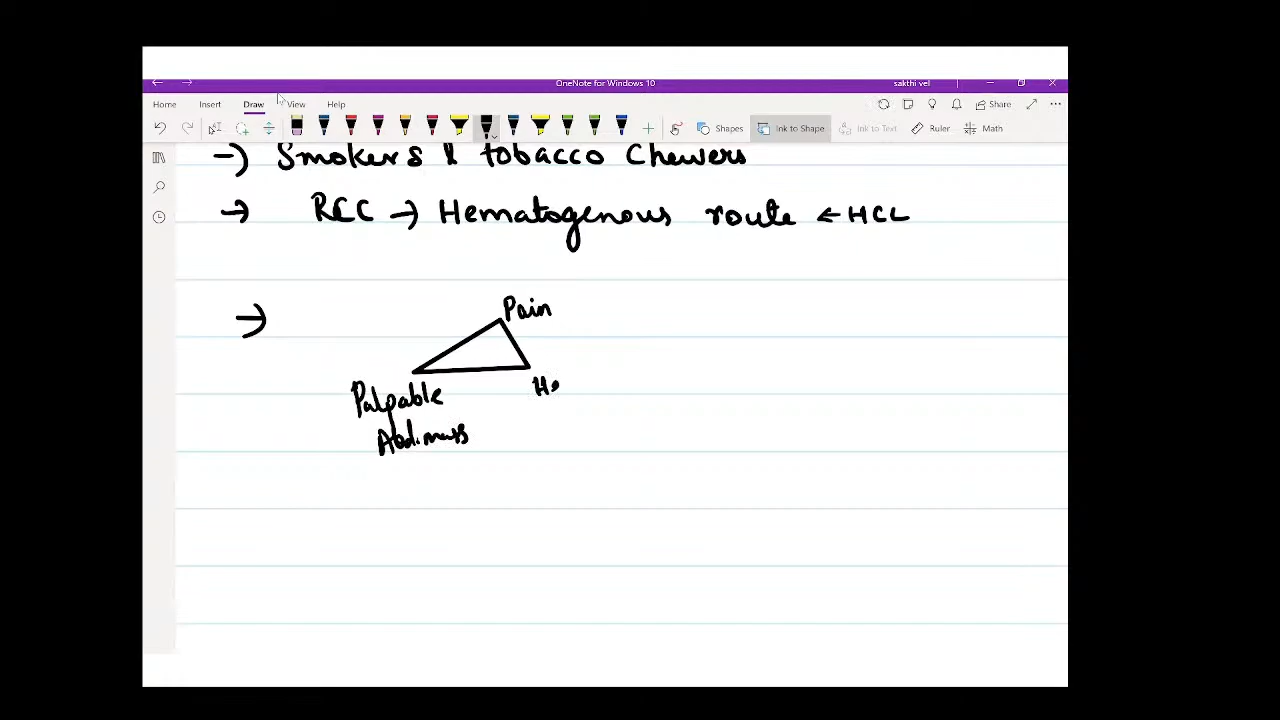 OneNote for Windows 10
sakthi vel
Home Insert Draw View Help
Share
Shapes Ink to Shape Ink to Text Ruler Math
→ Smokers & tobacco Chewers
→ RCC → Hematogenous route ← HCC
→
Pain
Palpable
Abd. mass